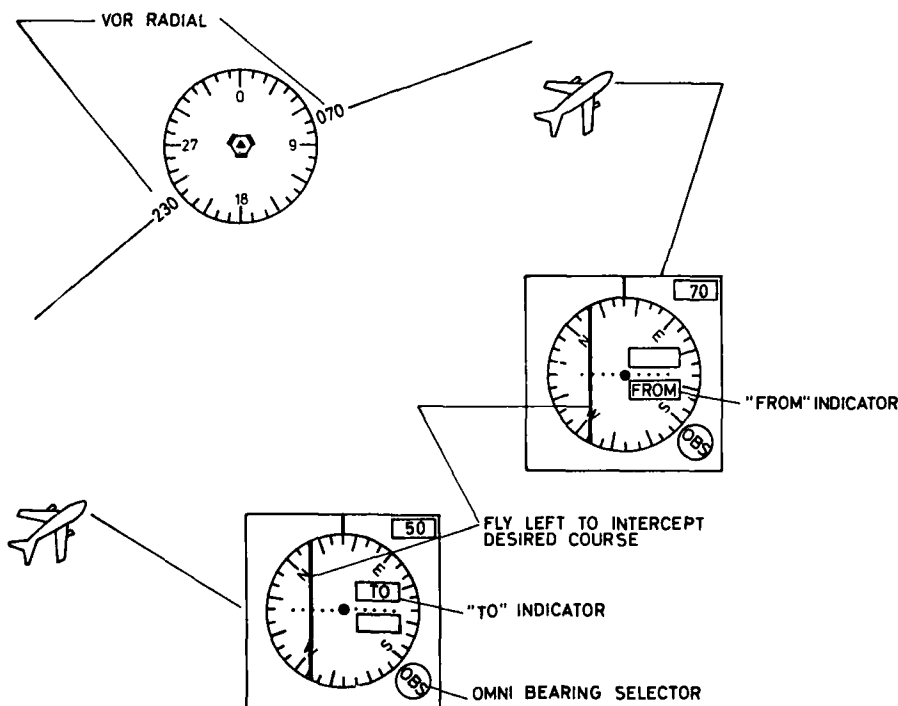 VOR RADIAL
0
070
27
9
18
230
70
N
E
FROM
"FROM" INDICATOR
W
S
OBS
FLY LEFT TO INTERCEPT
DESIRED COURSE
50
N
E
TO
"TO" INDICATOR
W
S
OBS
OMNI BEARING SELECTOR